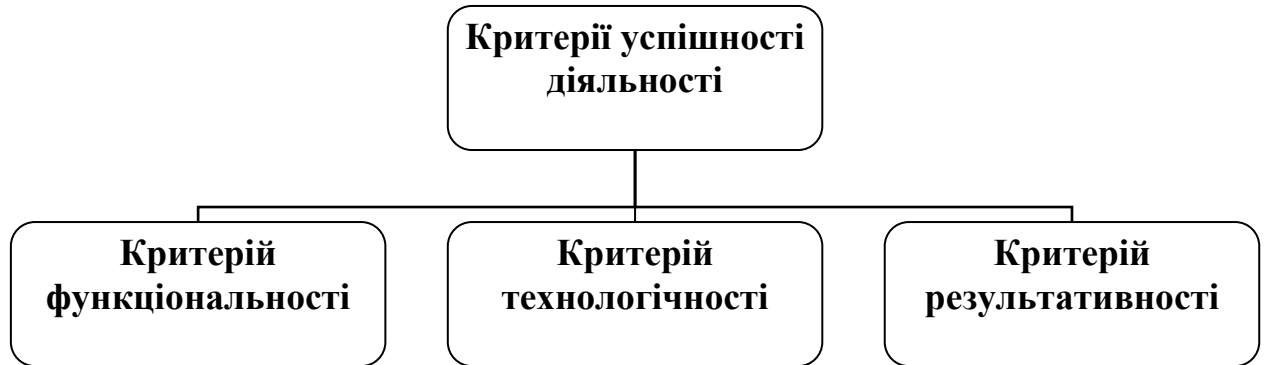 Критерії успішності
діяльності
Критерій
функціональності
Критерій
технологічності
Критерій
результативності